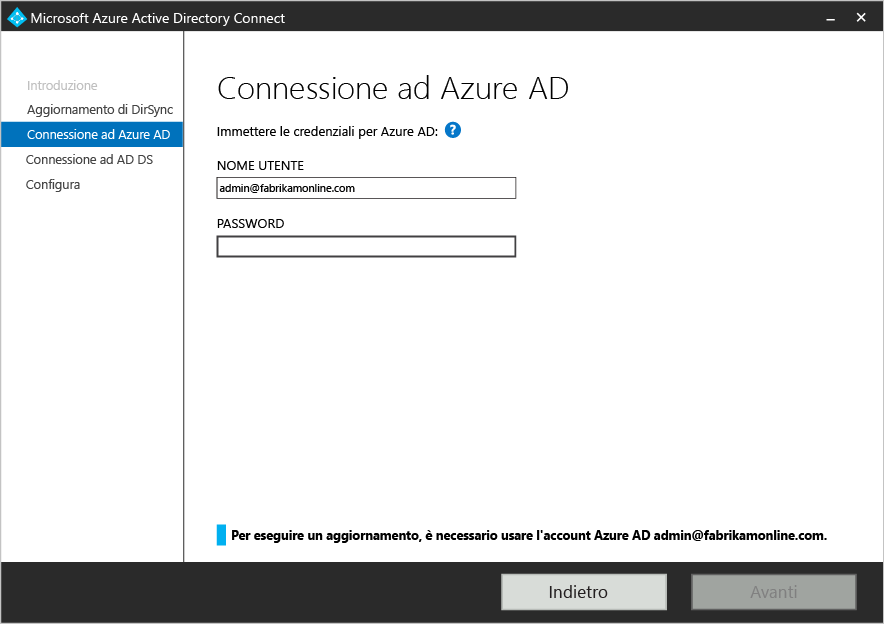 Microsoft Azure Active Directory Connect
Introduzione
Aggiornamento di DirSync
Connessione ad Azure AD
Connessione ad AD DS
Configura
Connessione ad Azure AD
Immettere le credenziali per Azure AD: ?
NOME UTENTE
admin@fabrikamonline.com
PASSWORD
Per eseguire un aggiornamento, è necessario usare l'account Azure AD admin@fabrikamonline.com.
Indietro
Avanti